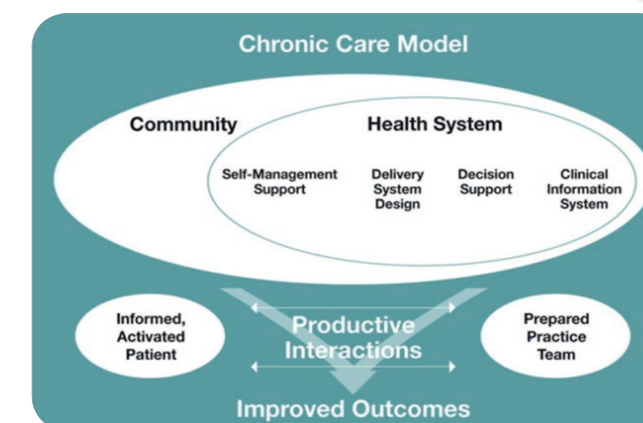 Chronic Care Model
Community
Health System
Self-Management
Support
Delivery
System
Design
Decision
Support
Clinical
Information
System
Informed,
Activated
Patient
Productive
Interactions
Prepared
Practice
Team
Improved Outcomes